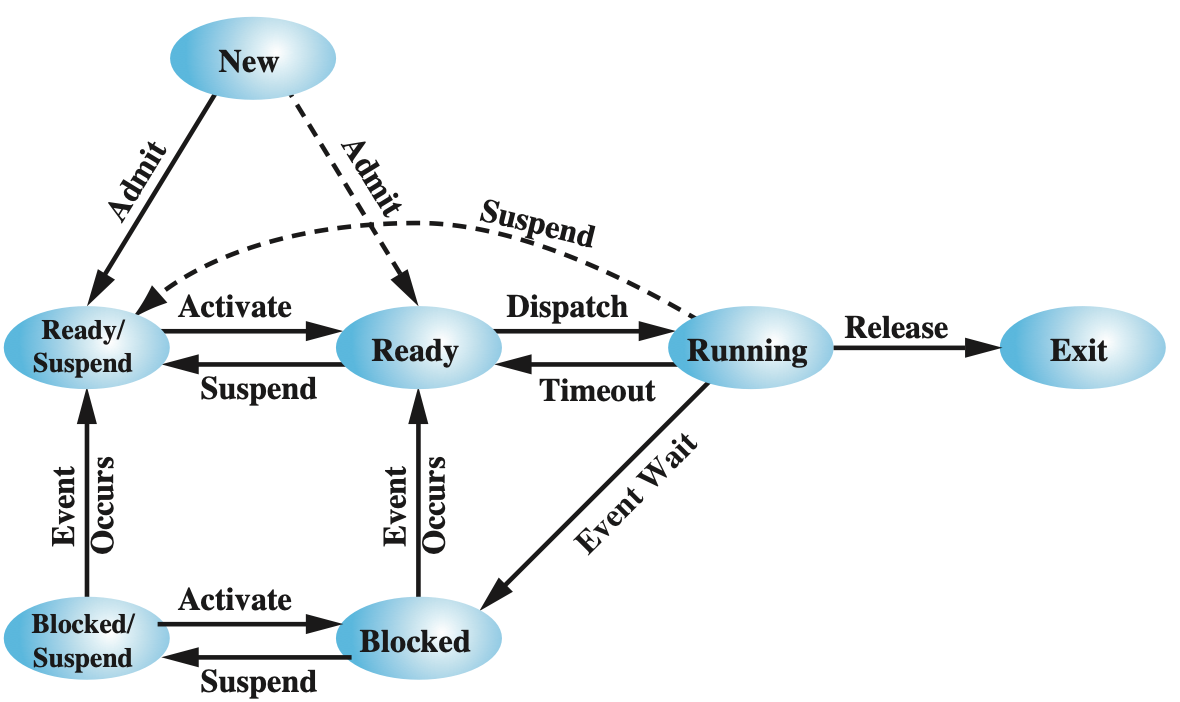 New
Admit
Admit
Suspend
Ready/
Suspend
Activate
Suspend
Ready
Dispatch
Timeout
Running
Release
Exit
Event
Occurs
Event
Occurs
Event Wait
Blocked/
Suspend
Activate
Suspend
Blocked